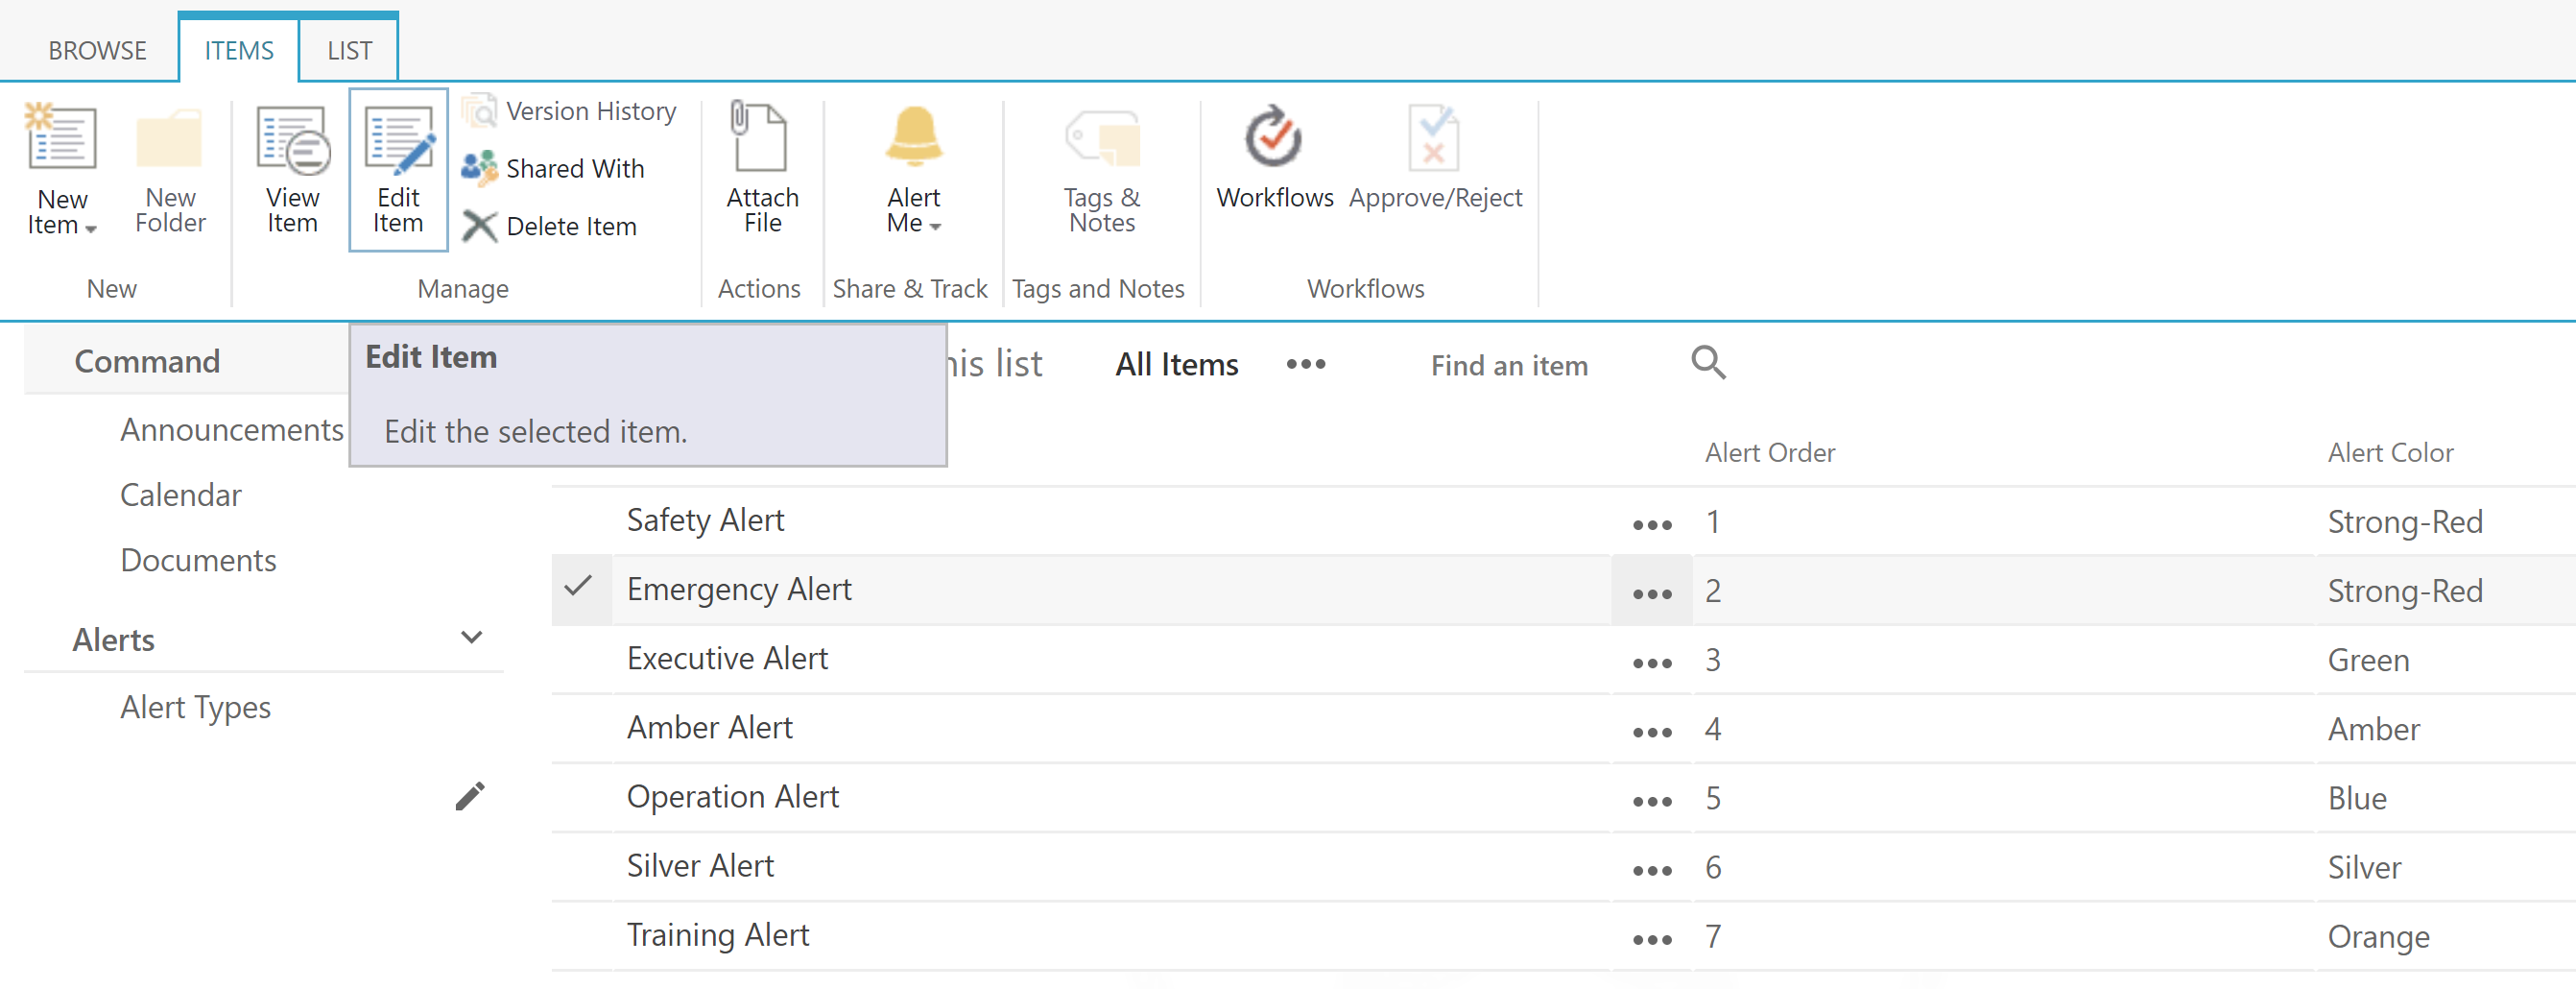 BROWSE ITEMS LIST
New Item
New Folder
View Item
Edit Item
Version History
Shared With
Delete Item
Attach File
Alert Me
Tags & Notes
Workflows
Approve/Reject
New
Manage
Actions
Share & Track
Tags and Notes
Workflows
Edit Item
Edit the selected item.
Command
Announcements
Calendar
Documents
Alerts
Alert Types
list All Items ••• Find an item
Alert Order Alert Color
Safety Alert ••• 1 Strong-Red
Emergency Alert ••• 2 Strong-Red
Executive Alert ••• 3 Green
Amber Alert ••• 4 Amber
Operation Alert ••• 5 Blue
Silver Alert ••• 6 Silver
Training Alert ••• 7 Orange